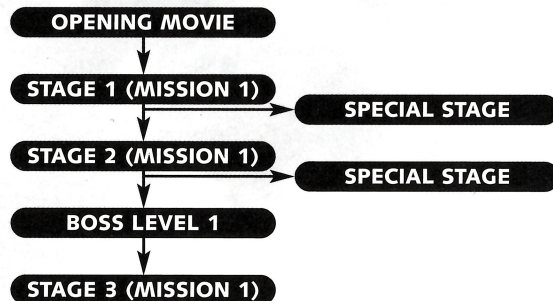 OPENING MOVIE
STAGE 1 (MISSION 1)
SPECIAL STAGE
STAGE 2 (MISSION 1)
SPECIAL STAGE
BOSS LEVEL 1
STAGE 3 (MISSION 1)